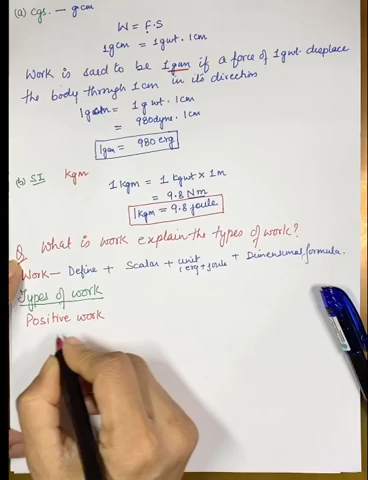 (a) cgs. – gcm
W = F.S
1gcm = 1gwt . 1cm
Work is said to be 1gcm if a force of 1gwt displace
the body through 1cm in its direction
1gcm = 1gwt . 1cm
= 980dyne . 1cm
1gcm = 980 erg
(b) SI kgm
1 kgm = 1 kgwt x 1m
= 9.8 Nm
1kgm = 9.8 joule
Q What is work explain the types of work?
Work – Define + Scalar + unit + Dimensional formula.
1 erg + joule
Types of work
Positive work